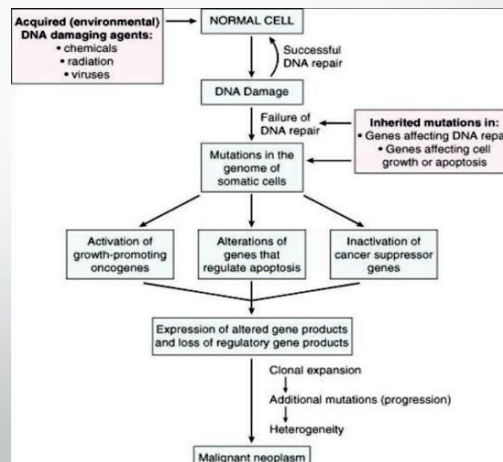 Acquired (environmental)
DNA damaging agents:
• chemicals
• radiation
• viruses
NORMAL CELL
Successful
DNA repair
DNA Damage
Failure of
DNA repair
Inherited mutations in:
• Genes affecting DNA repa
• Genes affecting cell
growth or apoptosis
Mutations in the
genome of
somatic cells
Activation of
growth-promoting
oncogenes
Alterations of
genes that
regulate apoptosis
Inactivation of
cancer suppressor
genes
Expression of altered gene products
and loss of regulatory gene products
Clonal expansion
Additional mutations (progression)
Heterogeneity
Malignant neoplasm